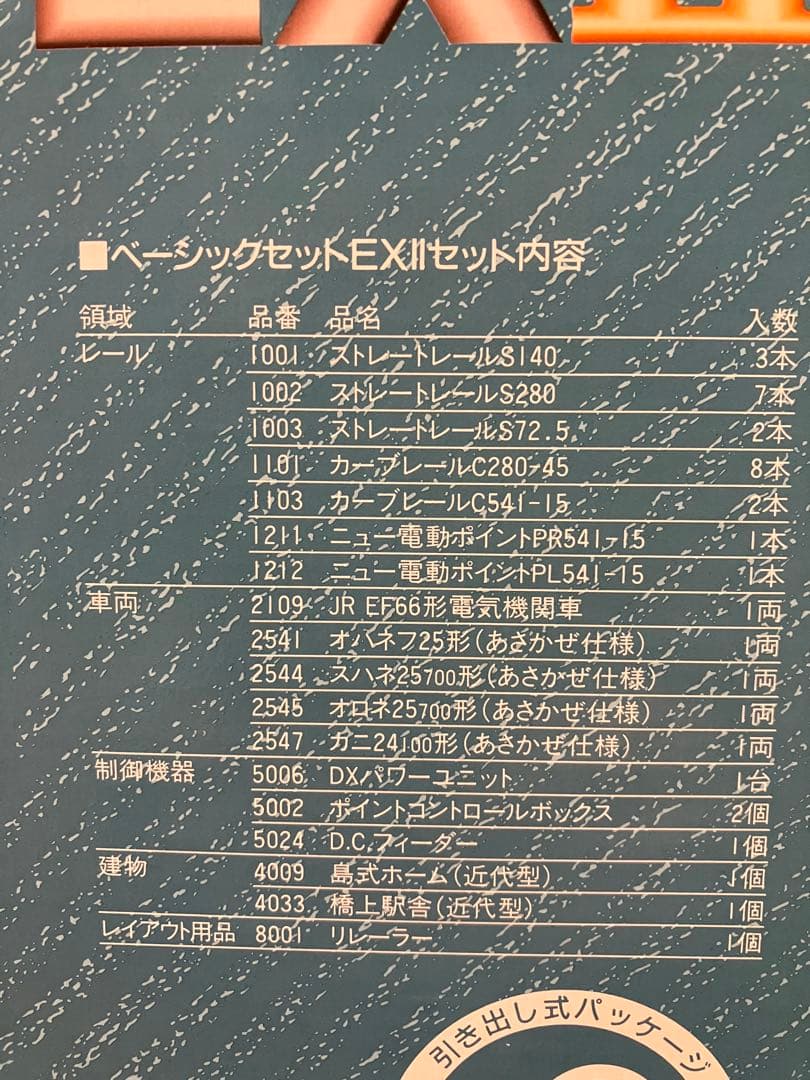 EXII
■ベーシックセットEXIIセット内容
領域 品番 品名 入数
レール 1001 ストレートレールS140 3本
1002 ストレートレールS280 7本
1003 ストレートレールS72.5 2本
1101 カーブレールC280-45 8本
1103 カーブレールC541-15 2本
1211 ニュー電動ポイントPR541-15 1本
1212 ニュー電動ポイントPL541-15 1本
車両 2109 JR EF66形電気機関車 1両
2541 オハネフ25形(あさかぜ仕様) 1両
2544 スハネ25700形(あさかぜ仕様) 1両
2545 オロネ25700形(あさかぜ仕様) 1両
2547 カニ24100形(あさかぜ仕様) 1両
制御機器 5006 DXパワーユニット 1台
5002 ポイントコントロールボックス 2個
5024 D.C.フィーダー 1個
建物 4009 島式ホーム(近代型) 1個
4033 橋上駅舎(近代型) 1個
レイアウト用品 8001 リレーラー 1個
引き出し式パッケージ